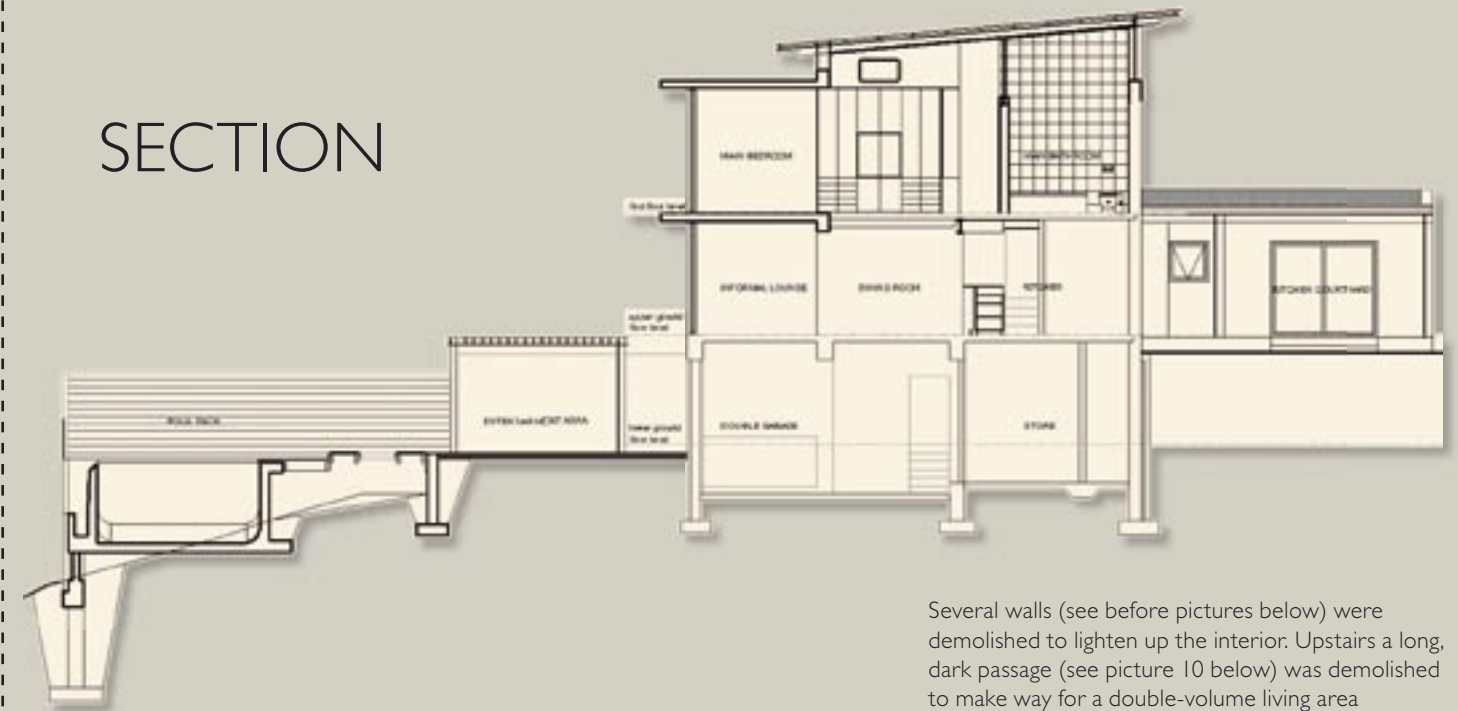 SECTION
MAIN BEDROOM
MAIN BATHROOM
first floor level
INFORMAL LOUNGE
DINING ROOM
KITCHEN
KITCHEN COURTYARD
upper ground
floor level
POOL DECK
ENTERTAINMENT AREA
lower ground
floor level
DOUBLE GARAGE
STORE
Several walls (see before pictures below) were
demolished to lighten up the interior. Upstairs a long,
dark passage (see picture 10 below) was demolished
to make way for a double-volume living area